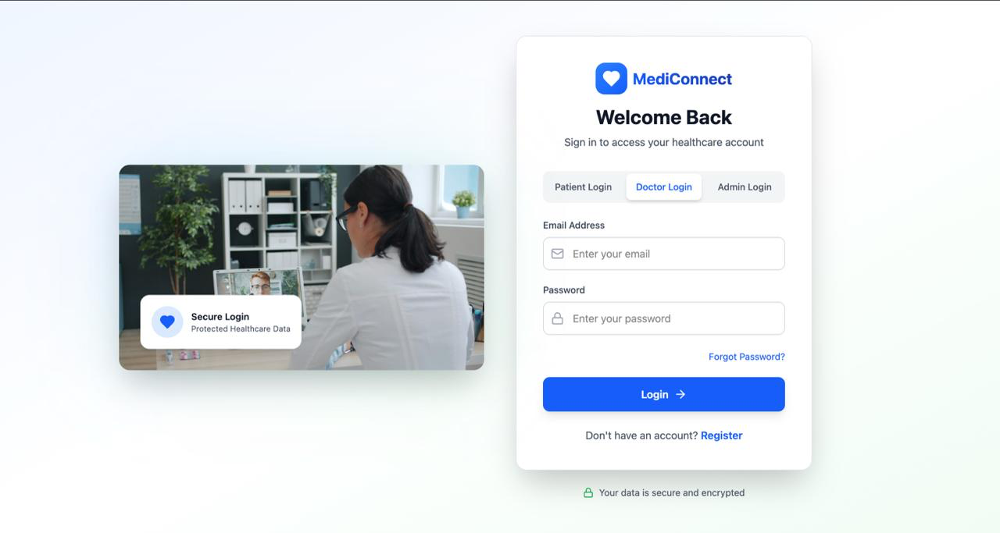 MediConnect
Welcome Back
Sign in to access your healthcare account
Patient Login Doctor Login Admin Login
Email Address
Enter your email
Password
Enter your password
Forgot Password?
Login
Don't have an account? Register
Your data is secure and encrypted
Secure Login
Protected Healthcare Data